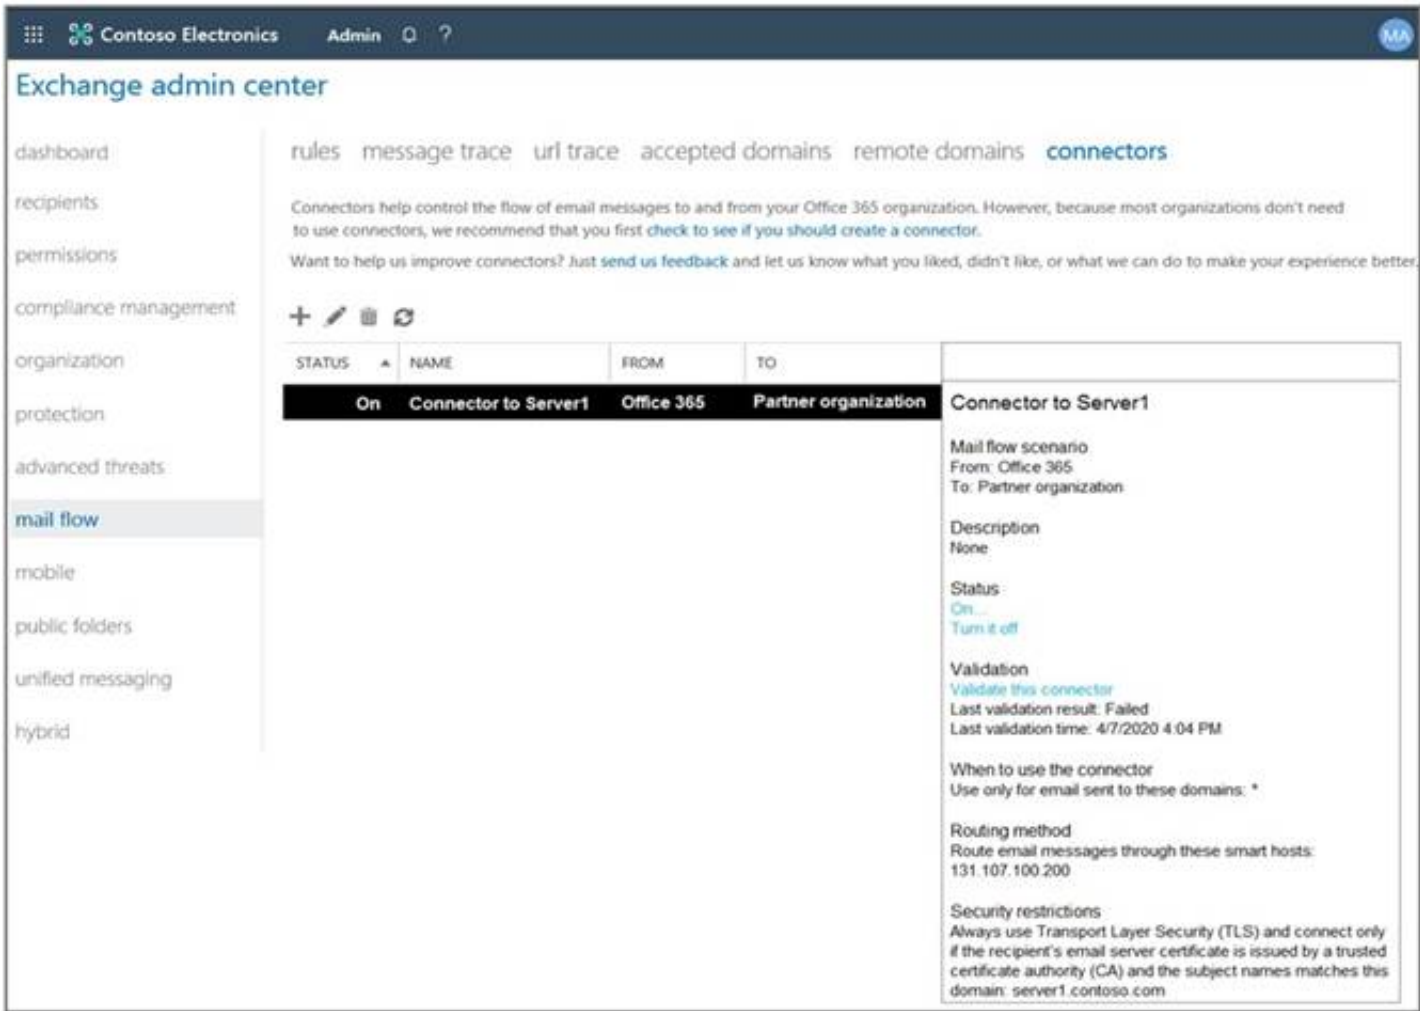 Contoso Electronics Admin ?
MA
Exchange admin center
dashboard
recipients
permissions
compliance management
organization
protection
advanced threats
mail flow
mobile
public folders
unified messaging
hybrid
rules message trace url trace accepted domains remote domains connectors
Connectors help control the flow of email messages to and from your Office 365 organization. However, because most organizations don't need
to use connectors, we recommend that you first check to see if you should create a connector.
Want to help us improve connectors? Just send us feedback and let us know what you liked, didn't like, or what we can do to make your experience better.
STATUS NAME FROM TO
On Connector to Server1 Office 365 Partner organization
Connector to Server1
Mail flow scenario
From: Office 365
To: Partner organization
Description
None
Status
On...
Turn it off
Validation
Validate this connector
Last validation result: Failed
Last validation time: 4/7/2020 4:04 PM
When to use the connector
Use only for email sent to these domains: *
Routing method
Route email messages through these smart hosts:
131.107.100.200
Security restrictions
Always use Transport Layer Security (TLS) and connect only
if the recipient's email server certificate is issued by a trusted
certificate authority (CA) and the subject names matches this
domain: server1.contoso.com